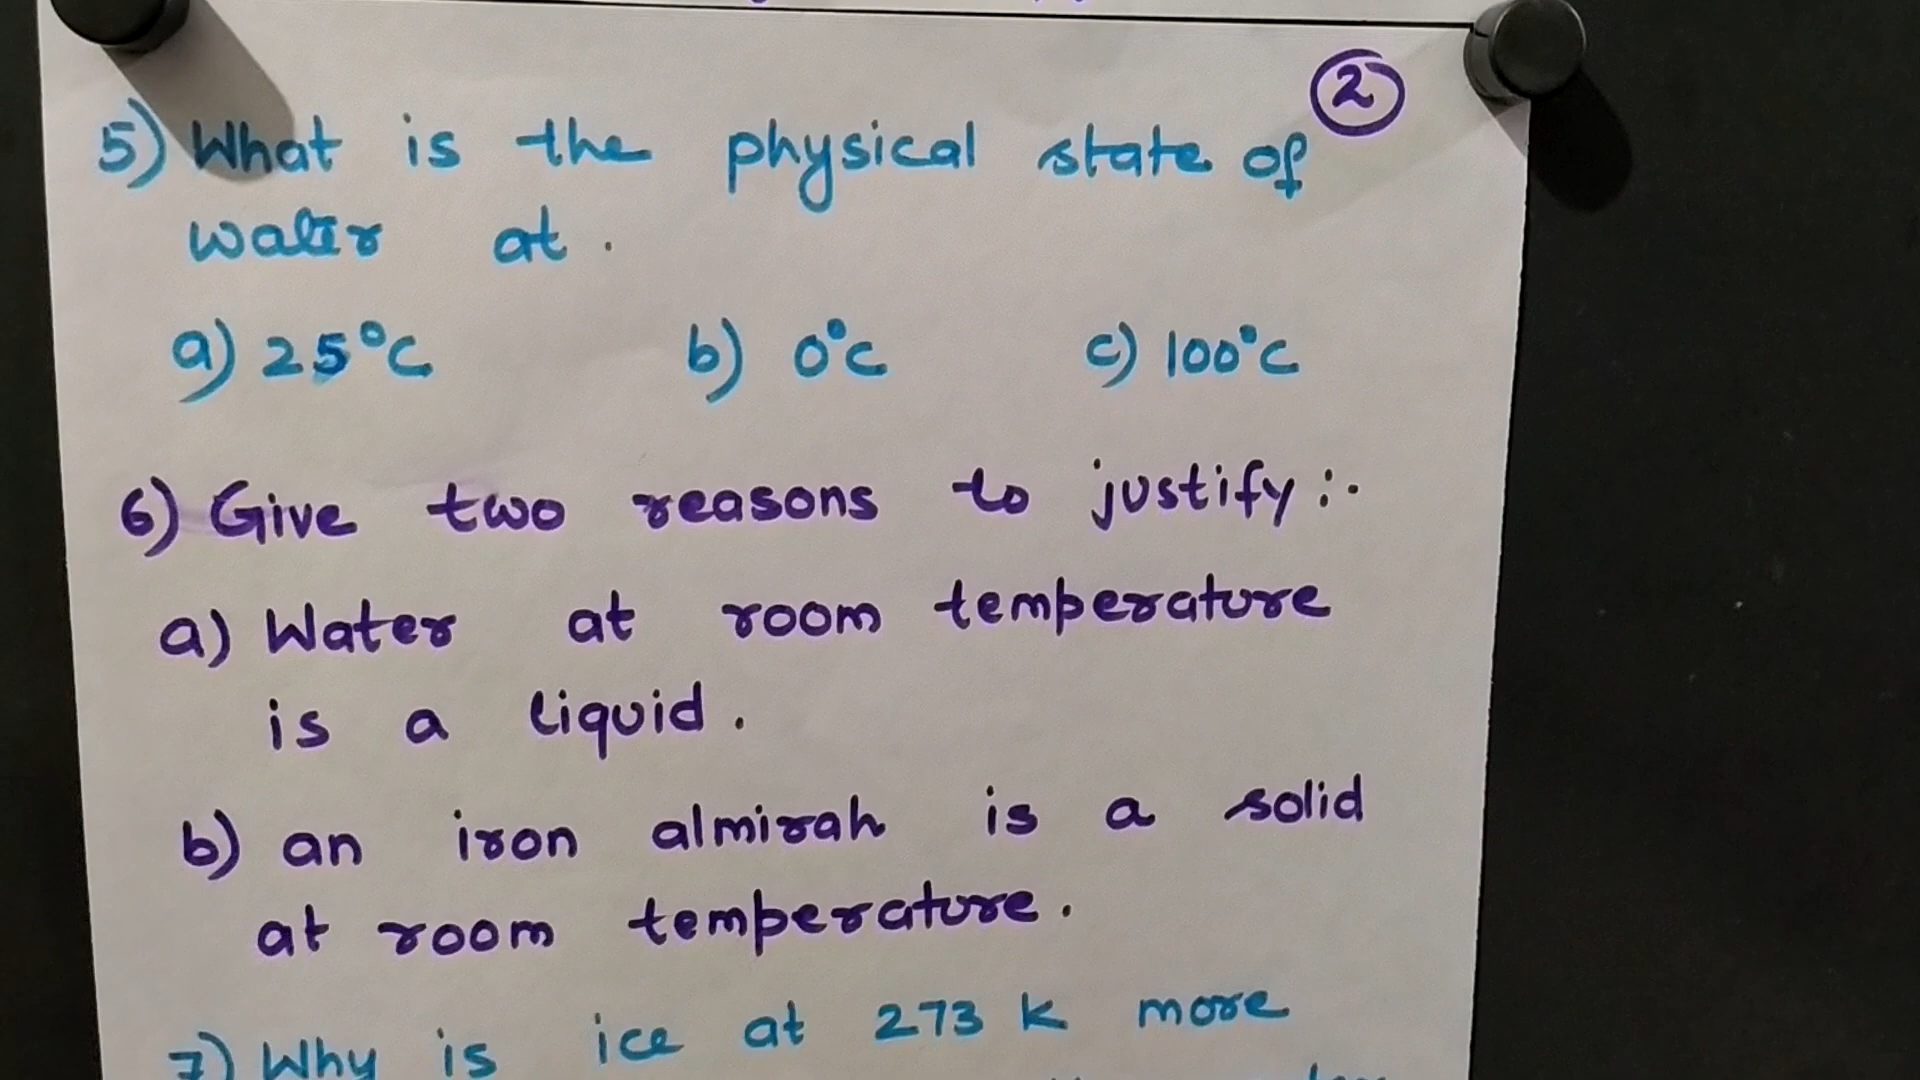 2
5) What is the physical state of
water at.
a) 25°C b) 0°C c) 100°C
6) Give two reasons to justify :-
a) Water at room temperature
is a liquid.
b) an iron almirah is a solid
at room temperature.
7) Why is ice at 273 K more